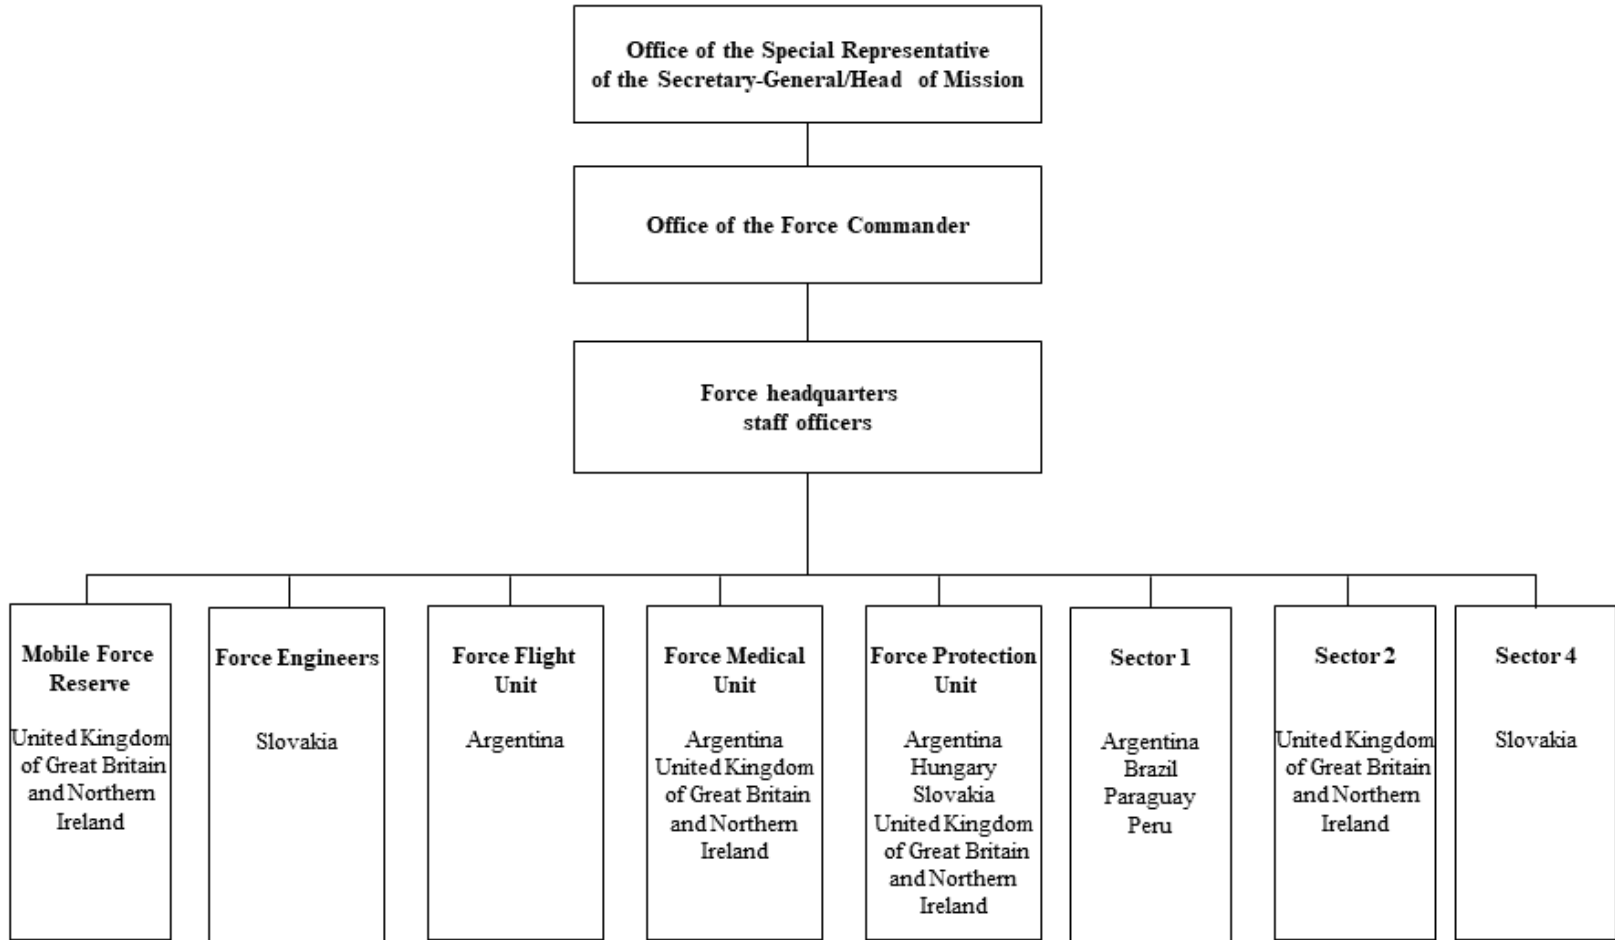 Office of the Special Representative
of the Secretary-General/Head of Mission
Office of the Force Commander
Force headquarters
staff officers
Mobile Force
Reserve
United Kingdom
of Great Britain
and Northern
Ireland
Force Engineers
Slovakia
Force Flight
Unit
Argentina
Force Medical
Unit
Argentina
United Kingdom
of Great Britain
and Northern
Ireland
Force Protection
Unit
Argentina
Hungary
Slovakia
United Kingdom
of Great Britain
and Northern
Ireland
Sector 1
Argentina
Brazil
Paraguay
Peru
Sector 2
United Kingdom
of Great Britain
and Northern
Ireland
Sector 4
Slovakia